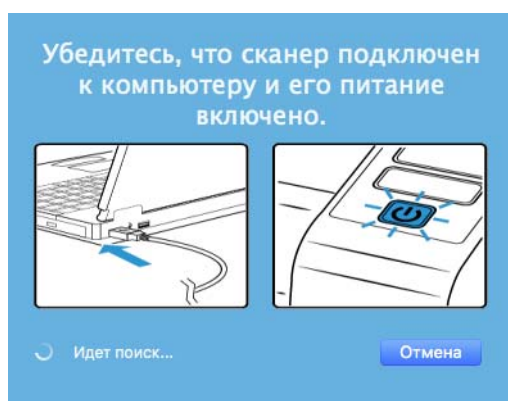 Убедитесь, что сканер подключен
к компьютеру и его питание
включено.
Идет поиск...
Отмена